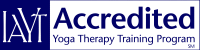 IAYT Accredited
Yoga Therapy Training Program
SM